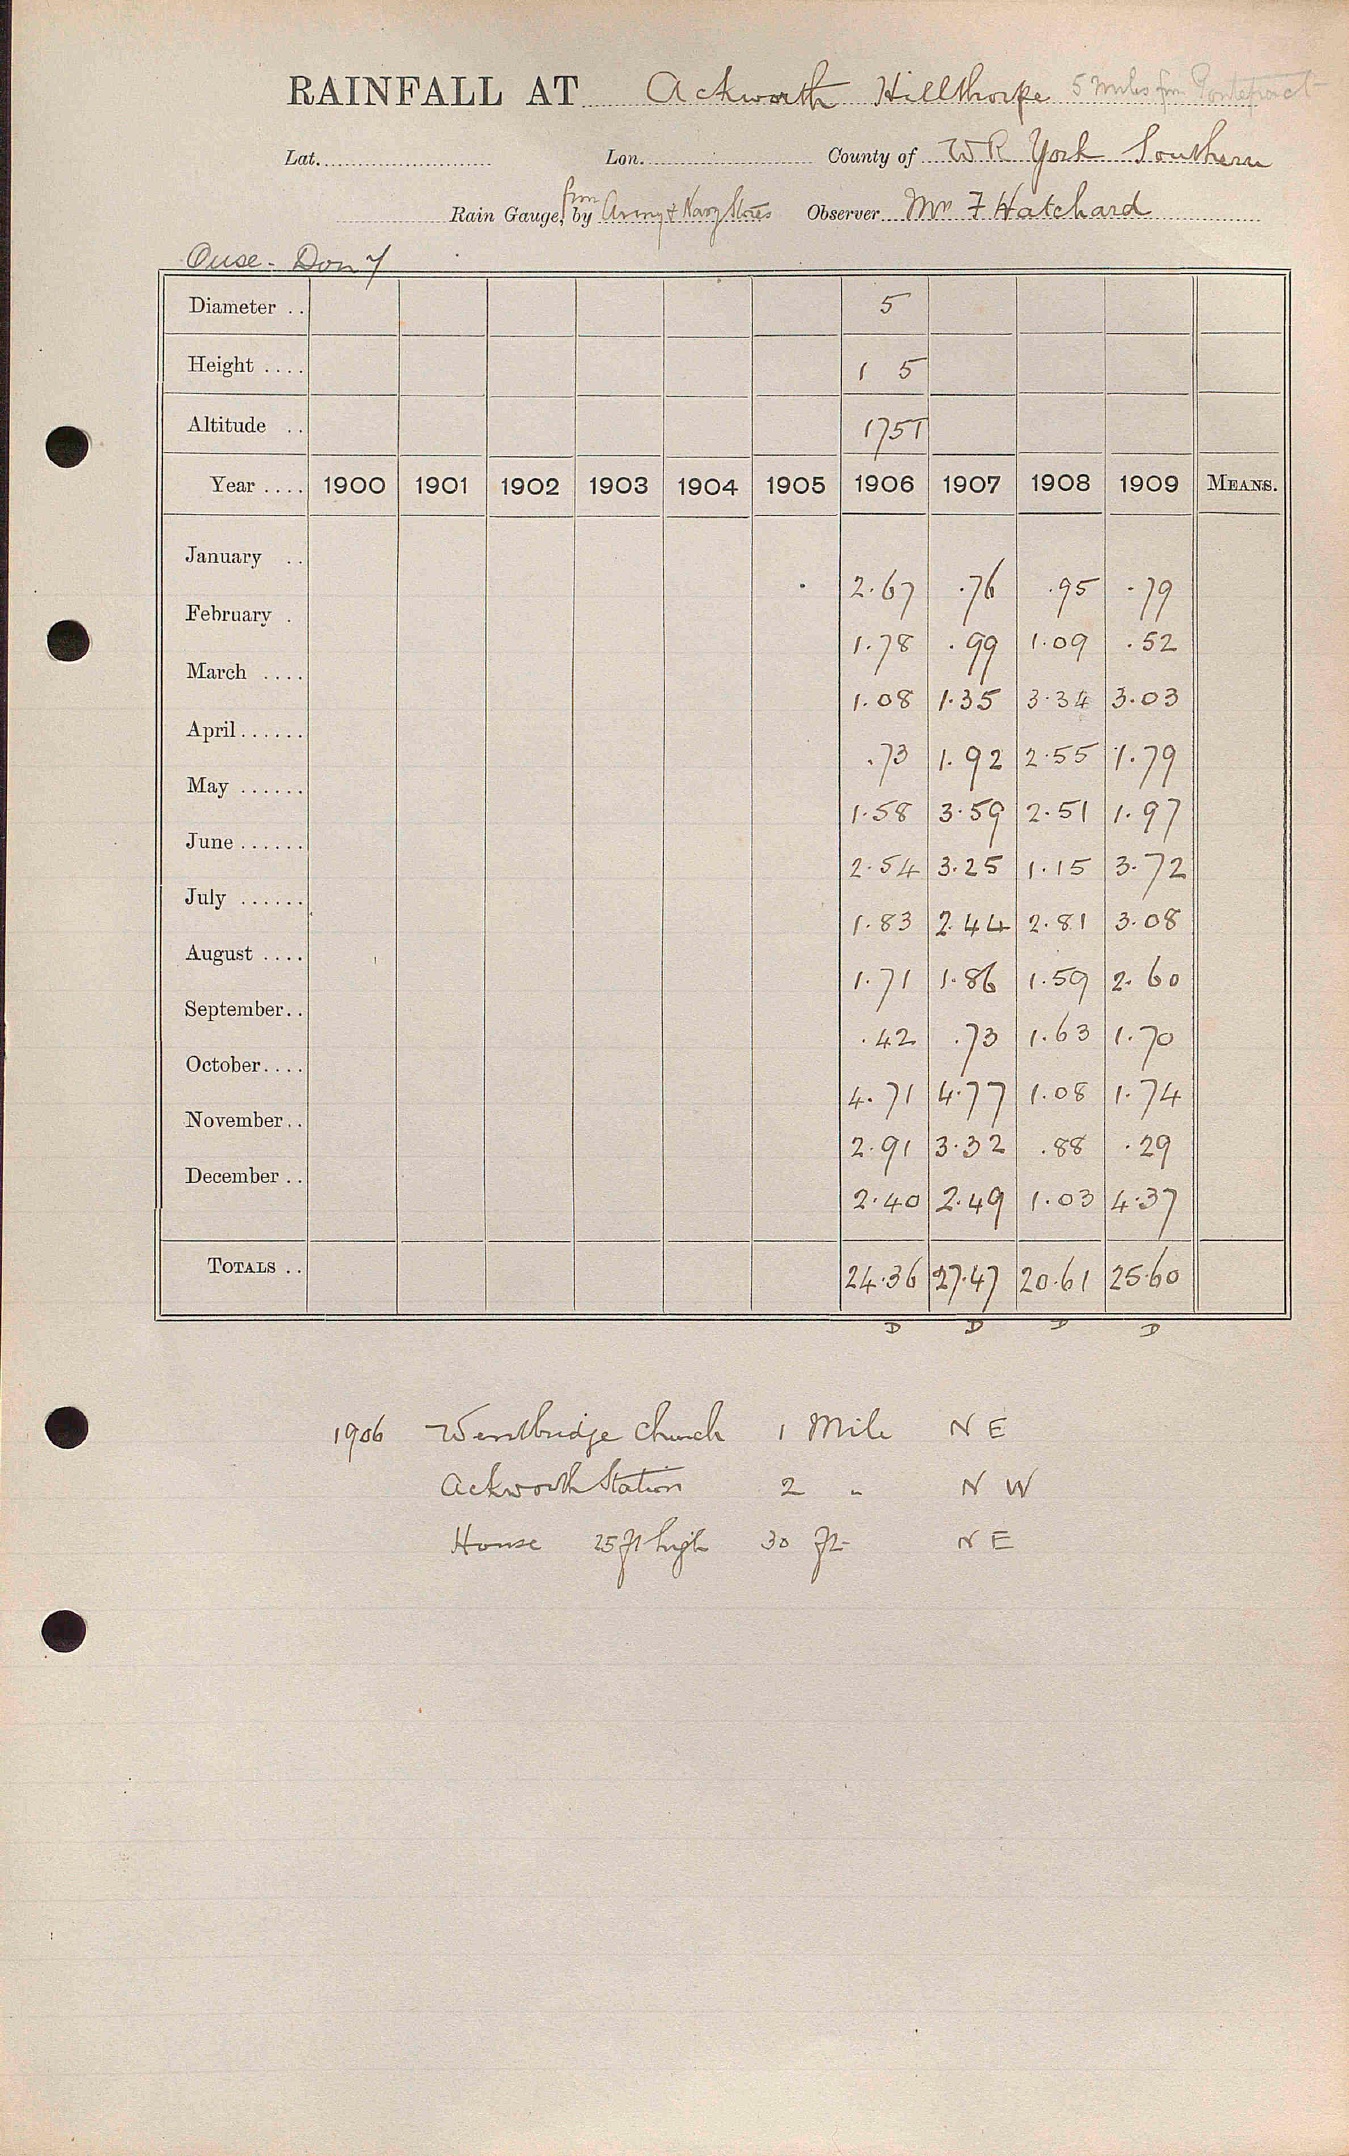 RAINFALL AT Ackworth Hillthorpe 5 miles from Pontefract
Lat. Lon. County of W R York Southern
Rain Gauge, from by Army & Navy Stores Observer Mr F Hatchard
Ouse - Don
Diameter .. 5
Height .... 1 5
Altitude .. 175T
Year .... 1900 1901 1902 1903 1904 1905 1906 1907 1908 1909 MEANS.
January .. 2.67 .76 .95 .79
February . 1.78 .99 1.09 .52
March .... 1.08 1.35 3.34 3.03
April...... .73 1.92 2.55 1.79
May ...... 1.58 3.59 2.51 1.97
June ...... 2.54 3.25 1.15 3.72
July ...... 1.83 2.44 2.81 3.08
August .... 1.71 1.86 1.59 2.60
September.. .42 .73 1.63 1.70
October.... 4.71 4.77 1.08 1.74
November.. 2.91 3.32 .88 .29
December .. 2.40 2.49 1.03 4.37
TOTALS .. 24.36 27.47 20.61 25.60
D D D D
1906 Wentbridge Church 1 Mile N E
Ackworth Station 2 " N W
House 25 ft high 30 ft N E